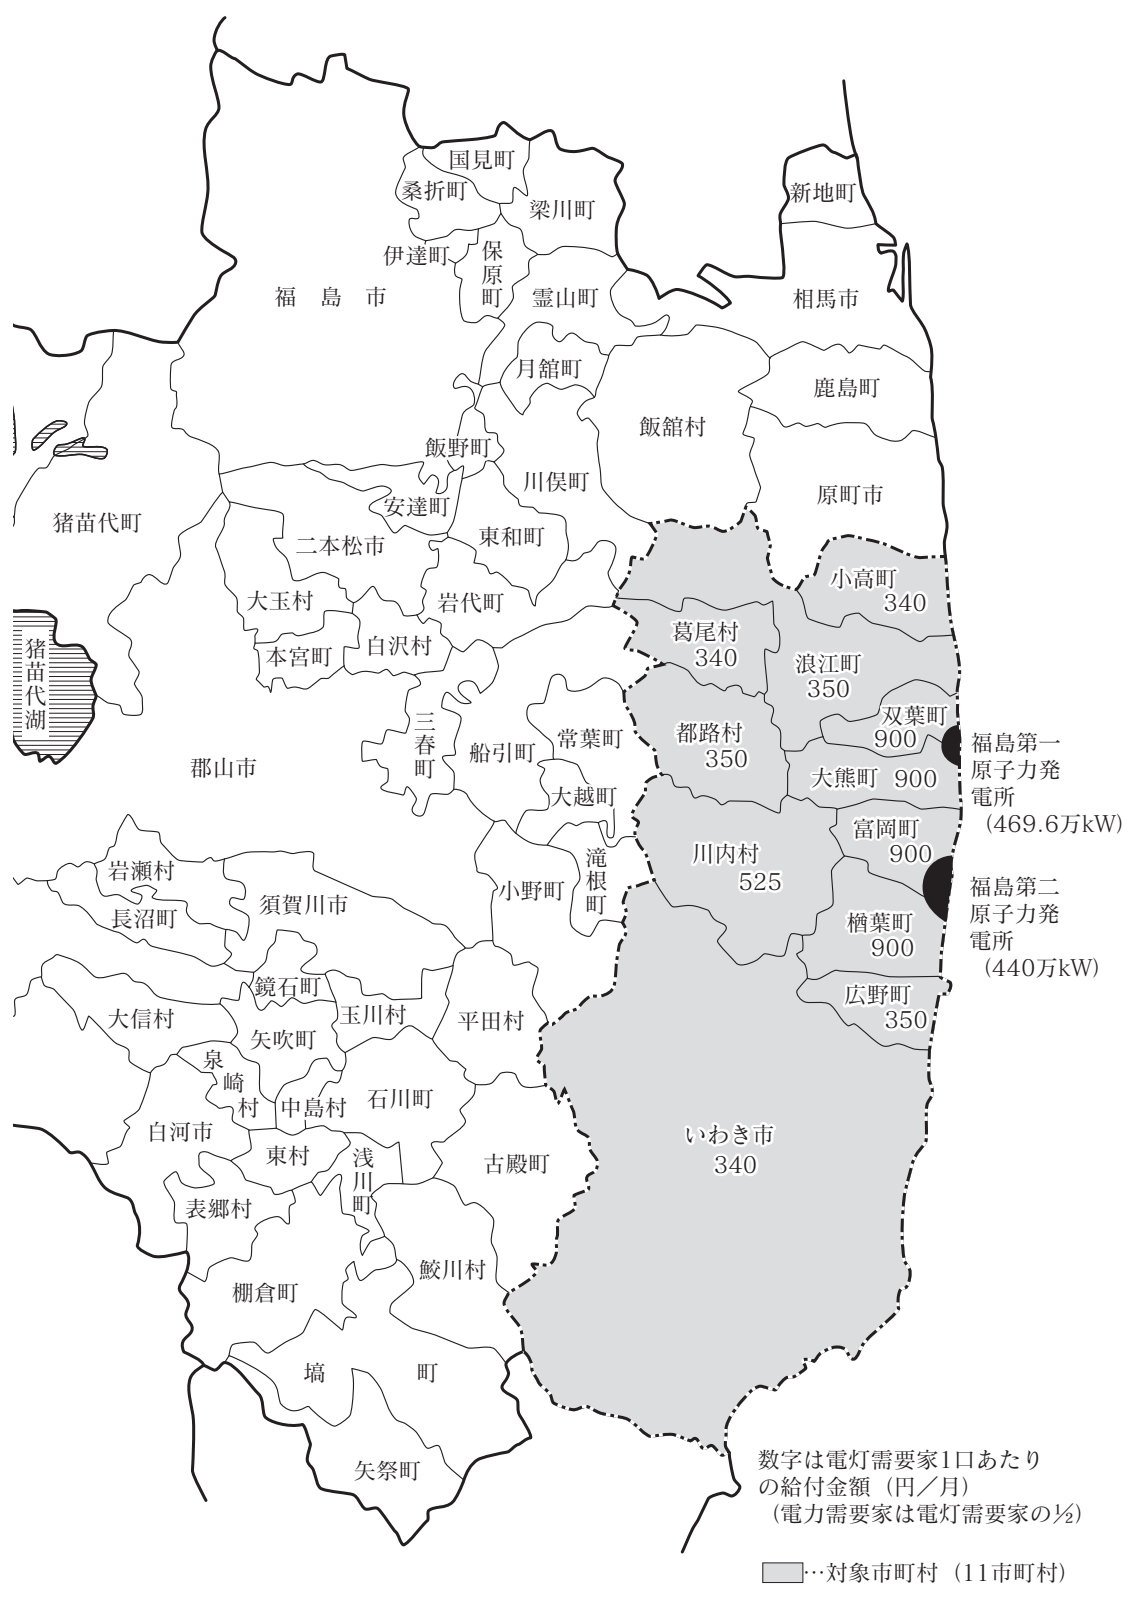 国見町
桑折町
梁川町
新地町
伊達町
保原町
福島市
霊山町
相馬市
月舘町
鹿島町
飯舘村
飯野町
川俣町
原町市
安達町
猪苗代町
二本松市
東和町
小高町
340
大玉村
岩代町
葛尾村
340
白沢村
本宮町
猪苗代湖
浪江町
350
双葉町
900
三春町
船引町
常葉町
都路村
350
福島第一
原子力発
電所
(469.6万kW)
郡山市
大熊町 900
大越町
富岡町
900
川内村
525
岩瀬村
滝根町
小野町
福島第二
原子力発
電所
(440万kW)
須賀川市
長沼町
楢葉町
900
鏡石町
広野町
350
大信村
玉川村
平田村
矢吹町
泉崎村
中島村
石川町
白河市
いわき市
340
東村
浅川町
古殿町
表郷村
鮫川村
棚倉町
塙町
矢祭町
数字は電灯需要家1口あたり
の給付金額（円／月）
（電力需要家は電灯需要家の½）
…対象市町村（11市町村）